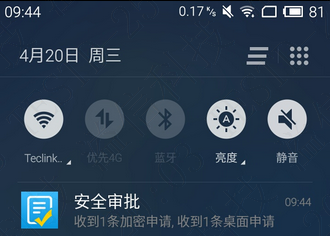 09:44 0.17 K/s 81
4月20日 周三
Teclink.. 优先4G 蓝牙 亮度 静音
安全审批 09:44
收到1条加密申请, 收到1条桌面申请